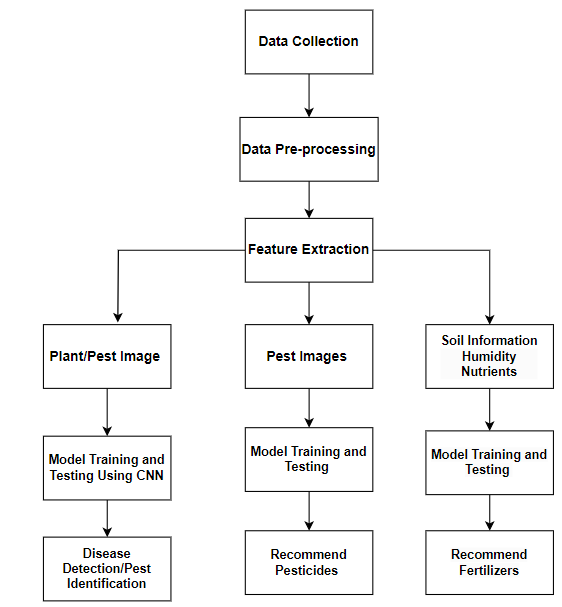 Data Collection
Data Pre-processing
Feature Extraction
Plant/Pest Image
Pest Images
Soil Information
Humidity
Nutrients
Model Training and
Testing Using CNN
Model Training and
Testing
Model Training and
Testing
Disease
Detection/Pest
Identification
Recommend
Pesticides
Recommend
Fertilizers